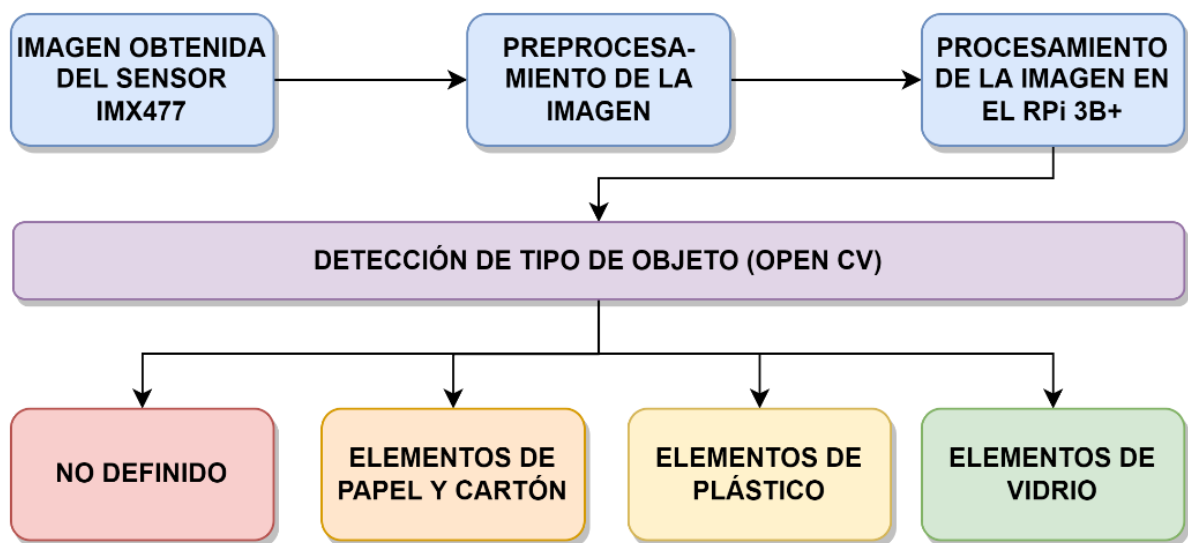 IMAGEN OBTENIDA
DEL SENSOR
IMX477
PREPROCESA-
MIENTO DE LA
IMAGEN
PROCESAMIENTO
DE LA IMAGEN EN
EL RPi 3B+
DETECCIÓN DE TIPO DE OBJETO (OPEN CV)
NO DEFINIDO
ELEMENTOS DE
PAPEL Y CARTÓN
ELEMENTOS DE
PLÁSTICO
ELEMENTOS DE
VIDRIO